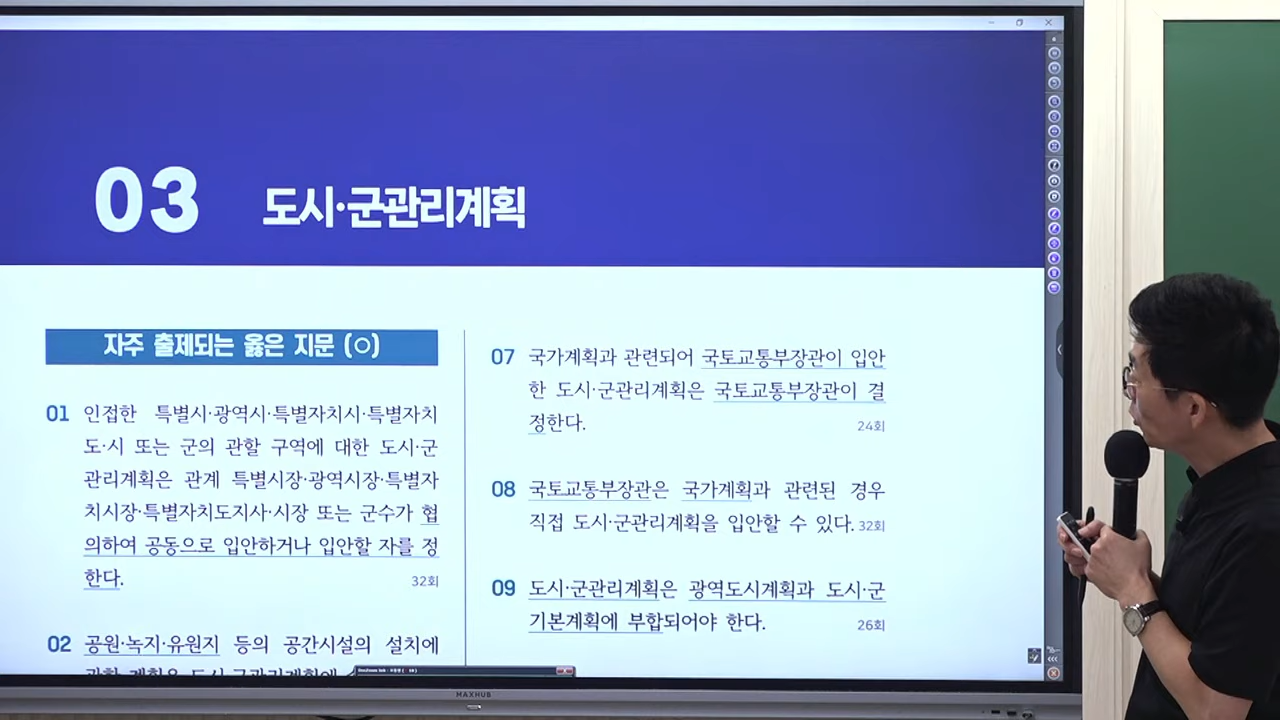 03 도시·군관리계획
자주 출제되는 옳은 지문 (○)
01 인접한 특별시·광역시·특별자치시·특별자치
도·시 또는 군의 관할 구역에 대한 도시·군
관리계획은 관계 특별시장·광역시장·특별자
치시장·특별자치도지사·시장 또는 군수가 협
의하여 공동으로 입안하거나 입안할 자를 정
한다. 32회
02 공원·녹지·유원지 등의 공간시설의 설치에
07 국가계획과 관련되어 국토교통부장관이 입안
한 도시·군관리계획은 국토교통부장관이 결
정한다. 24회
08 국토교통부장관은 국가계획과 관련된 경우
직접 도시·군관리계획을 입안할 수 있다. 32회
09 도시·군관리계획은 광역도시계획과 도시·군
기본계획에 부합되어야 한다. 26회
MAXHUB